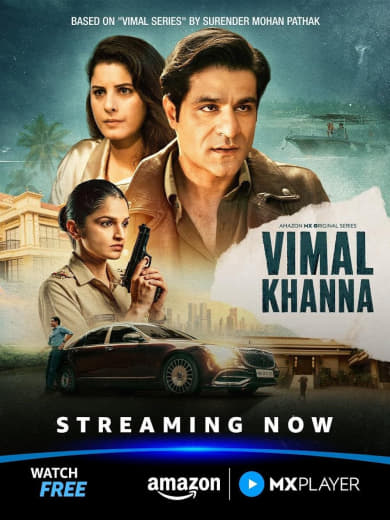 BASED ON "VIMAL SERIES" BY SURENDER MOHAN PATHAK
AMAZON MX ORIGINAL SERIES
VIMAL
KHANNA
STREAMING NOW
WATCH
FREE
amazon
MXPLAYER